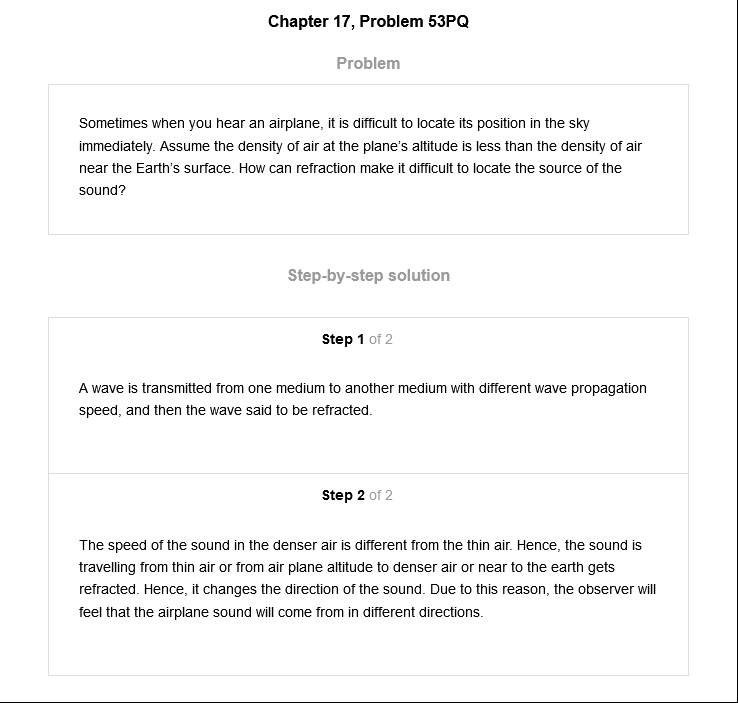 Chapter 17, Problem 53PQ
Problem
Sometimes when you hear an airplane, it is difficult to locate its position in the sky
immediately. Assume the density of air at the plane's altitude is less than the density of air
near the Earth's surface. How can refraction make it difficult to locate the source of the
sound?
Step-by-step solution
Step 1 of 2
A wave is transmitted from one medium to another medium with different wave propagation
speed, and then the wave said to be refracted.
Step 2 of 2
The speed of the sound in the denser air is different from the thin air. Hence, the sound is
travelling from thin air or from air plane altitude to denser air or near to the earth gets
refracted. Hence, it changes the direction of the sound. Due to this reason, the observer will
feel that the airplane sound will come from in different directions.